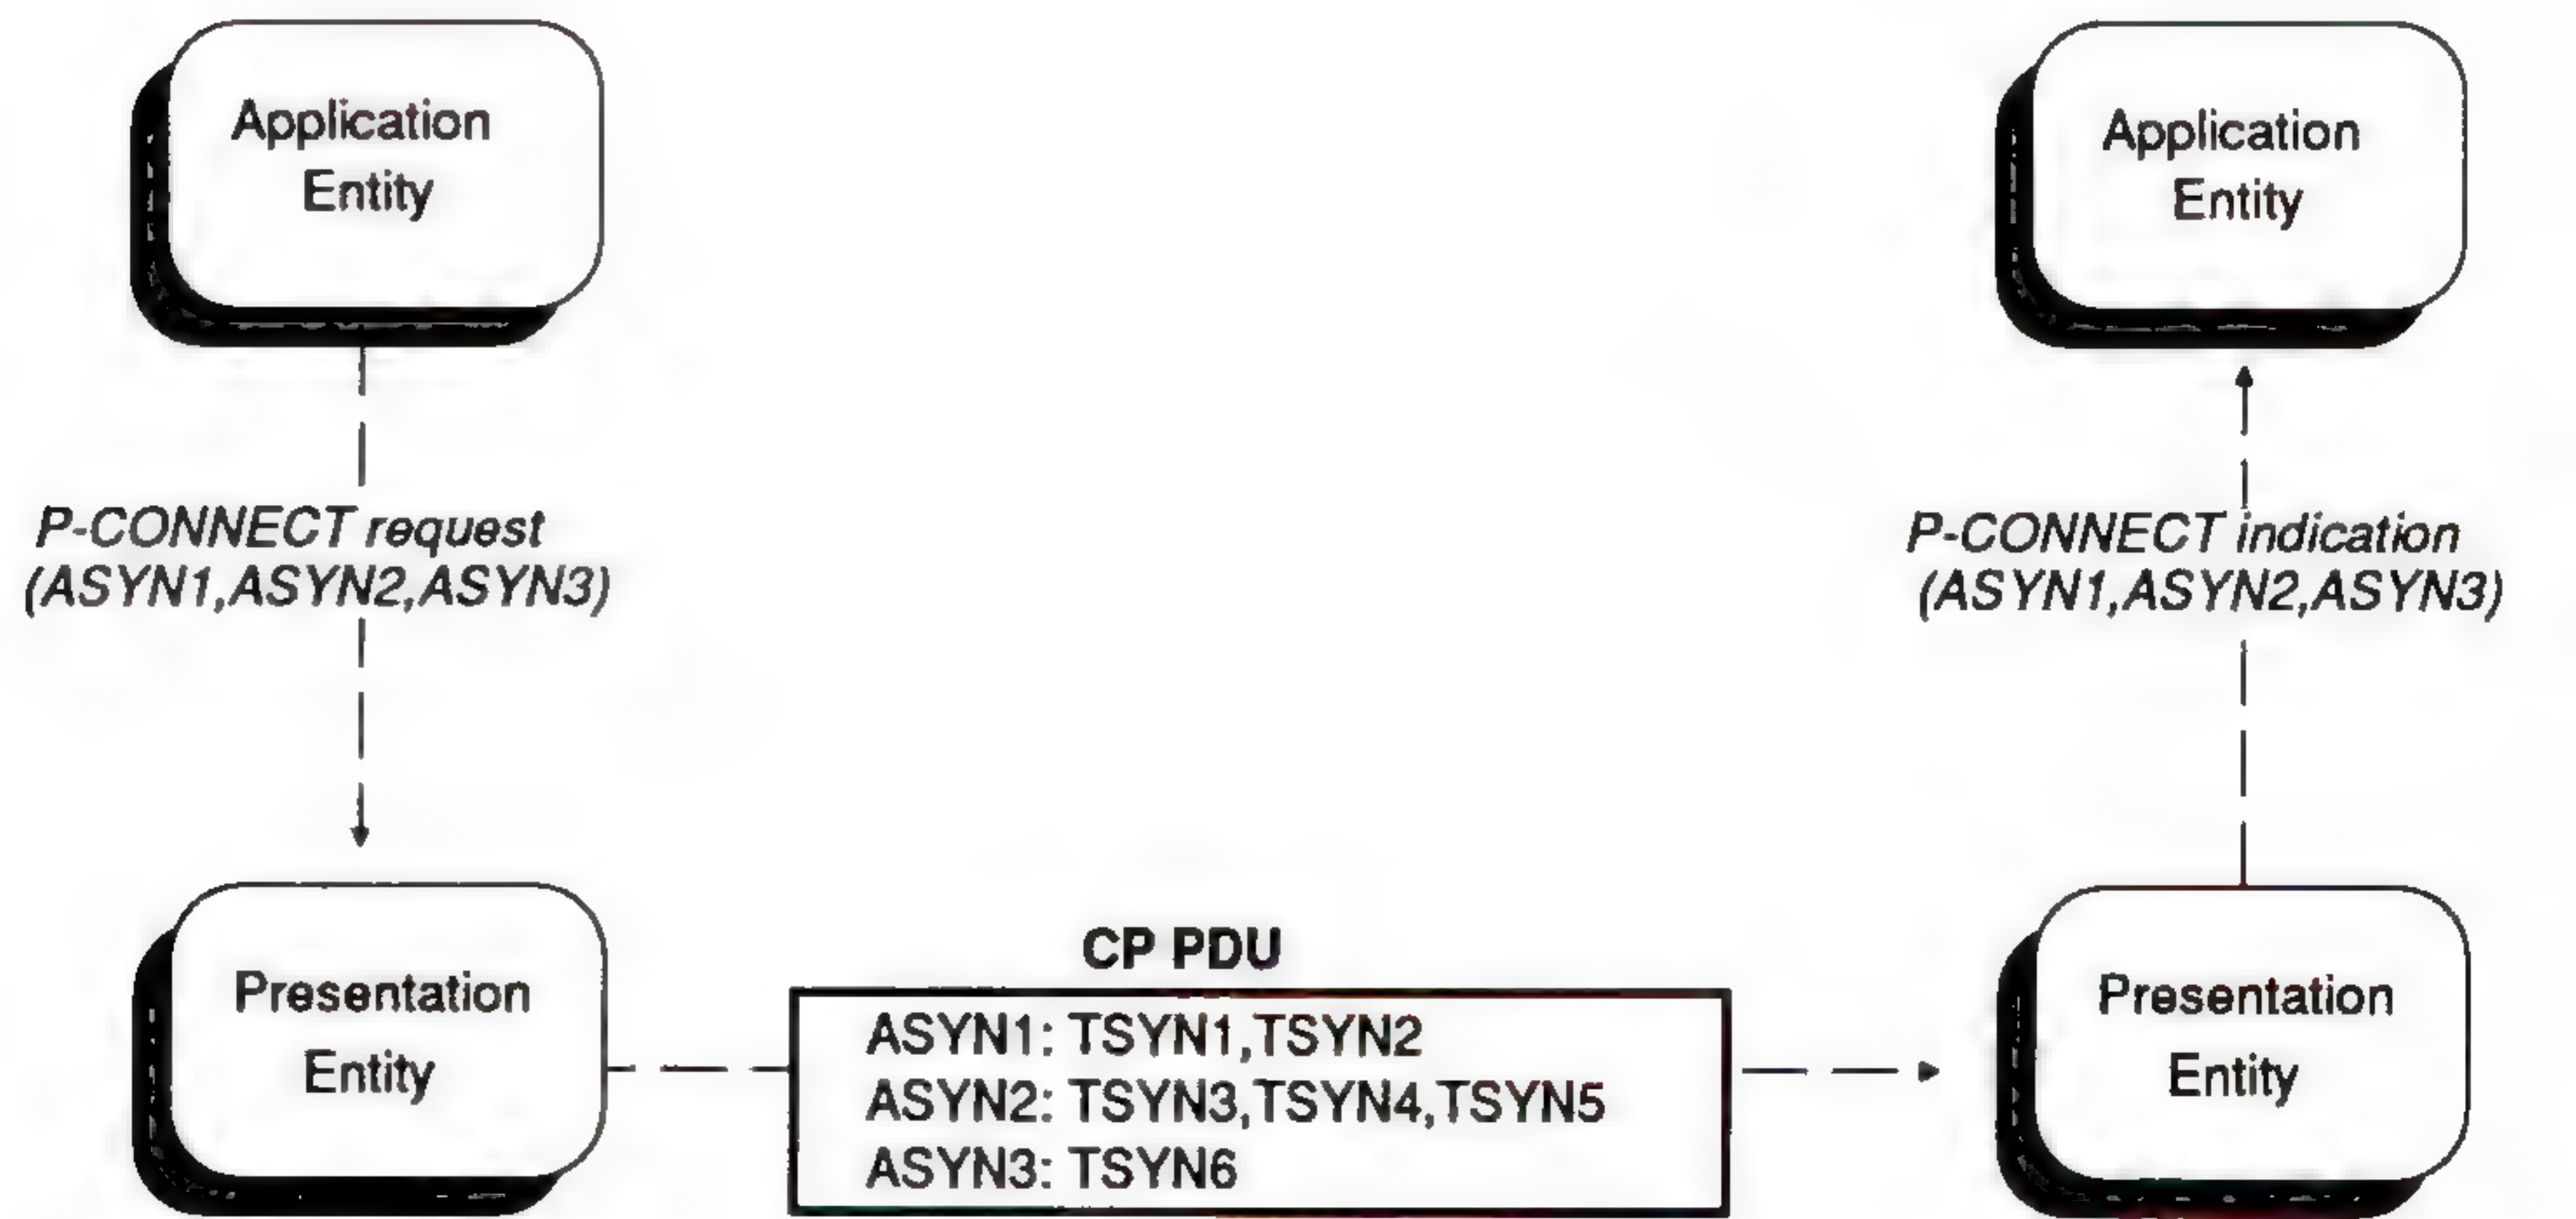 Application
Entity
Application
Entity
P-CONNECT request
(ASYN1,ASYN2,ASYN3)
P-CONNECT indication
(ASYN1,ASYN2,ASYN3)
Presentation
Entity
CP PDU
ASYN1: TSYN1,TSYN2
ASYN2: TSYN3,TSYN4,TSYN5
ASYN3: TSYN6
Presentation
Entity